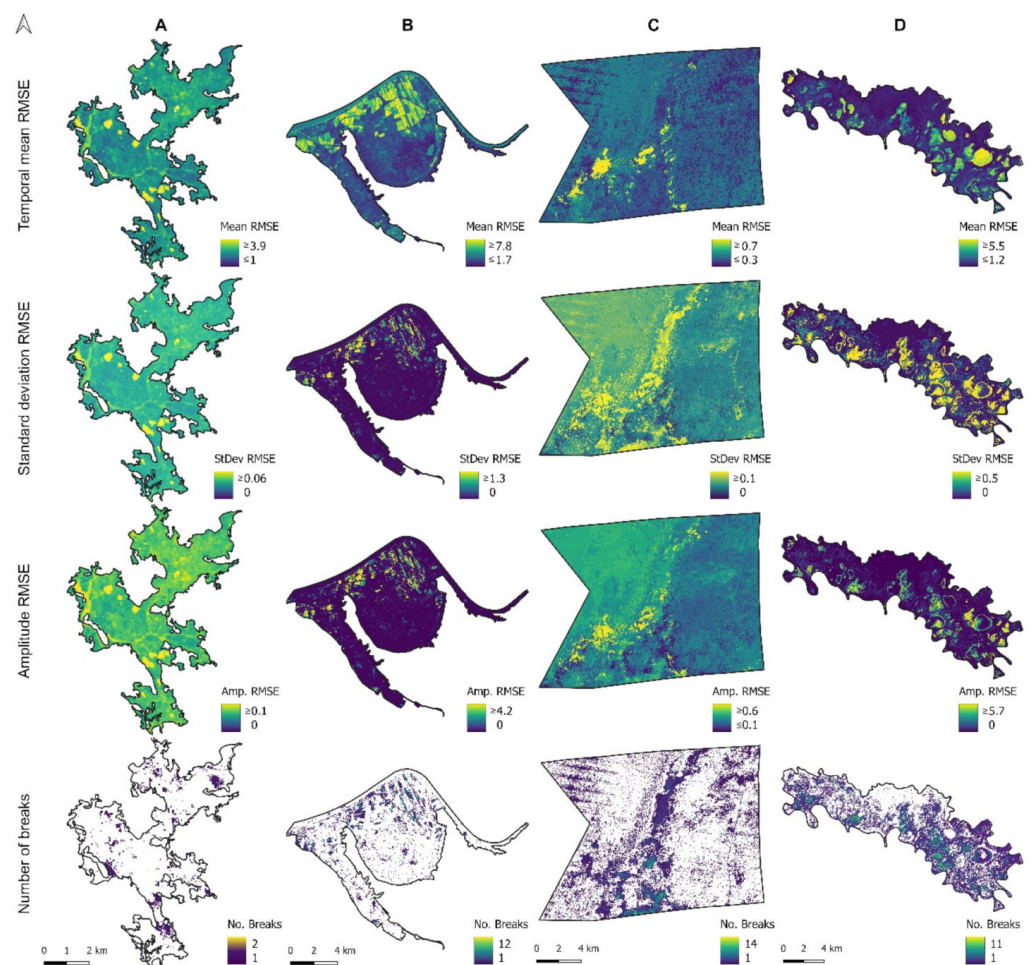 A B C D
Temporal mean RMSE
Mean RMSE
≥3.9
≤1
Mean RMSE
≥7.8
≤1.7
Mean RMSE
≥0.7
≤0.3
Mean RMSE
≥5.5
≤1.2
Standard deviation RMSE
StDev RMSE
≥0.06
0
StDev RMSE
≥1.3
0
StDev RMSE
≥0.1
0
StDev RMSE
≥0.5
0
Amplitude RMSE
Amp. RMSE
≥0.1
0
Amp. RMSE
≥4.2
0
Amp. RMSE
≥0.6
≤0.1
Amp. RMSE
≥5.7
0
Number of breaks
No. Breaks
2
1
No. Breaks
12
1
No. Breaks
14
1
No. Breaks
11
1
0 1 2 km
0 2 4 km
0 2 4 km
0 2 4 km